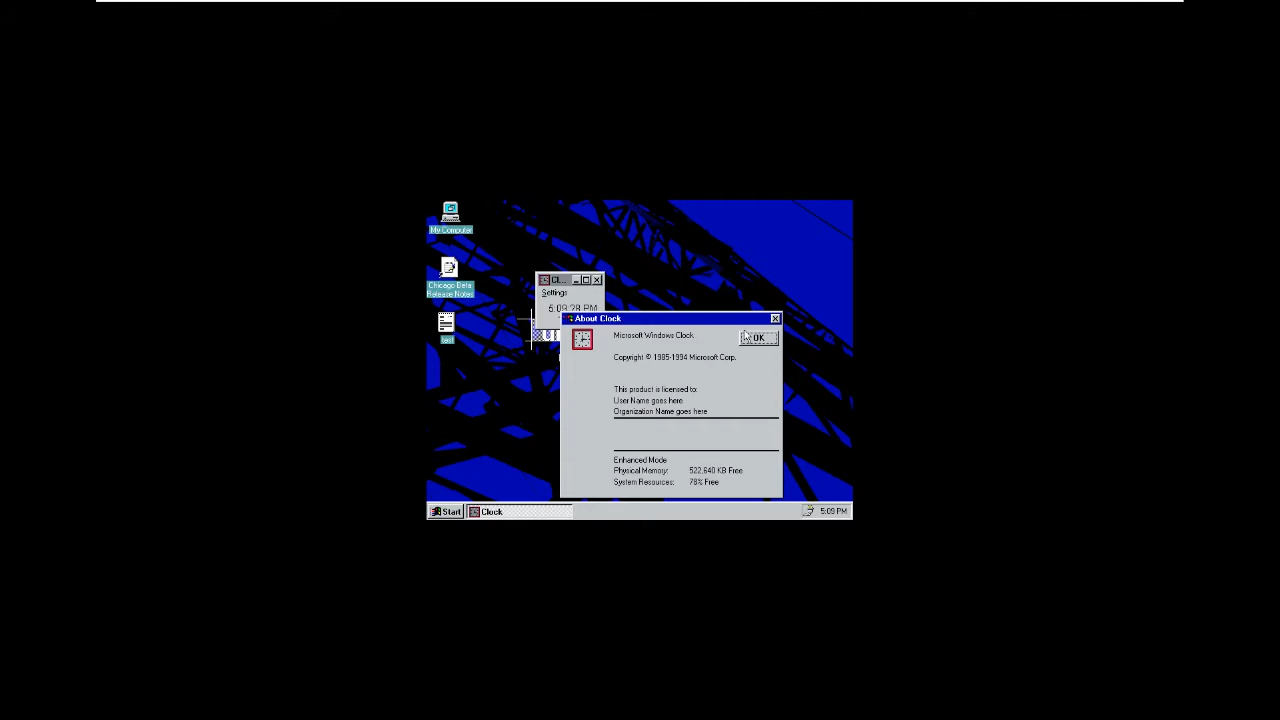 My Computer
Chicago Beta
Release Notes
Cl...
Settings
5:09:28 PM
About Clock
Microsoft Windows Clock
OK
Copyright © 1985-1994 Microsoft Corp.
This product is licensed to:
User Name goes here
Organization Name goes here
Enhanced Mode
Physical Memory: 522,640 KB Free
System Resources: 78% Free
Start
Clock
5:09 PM